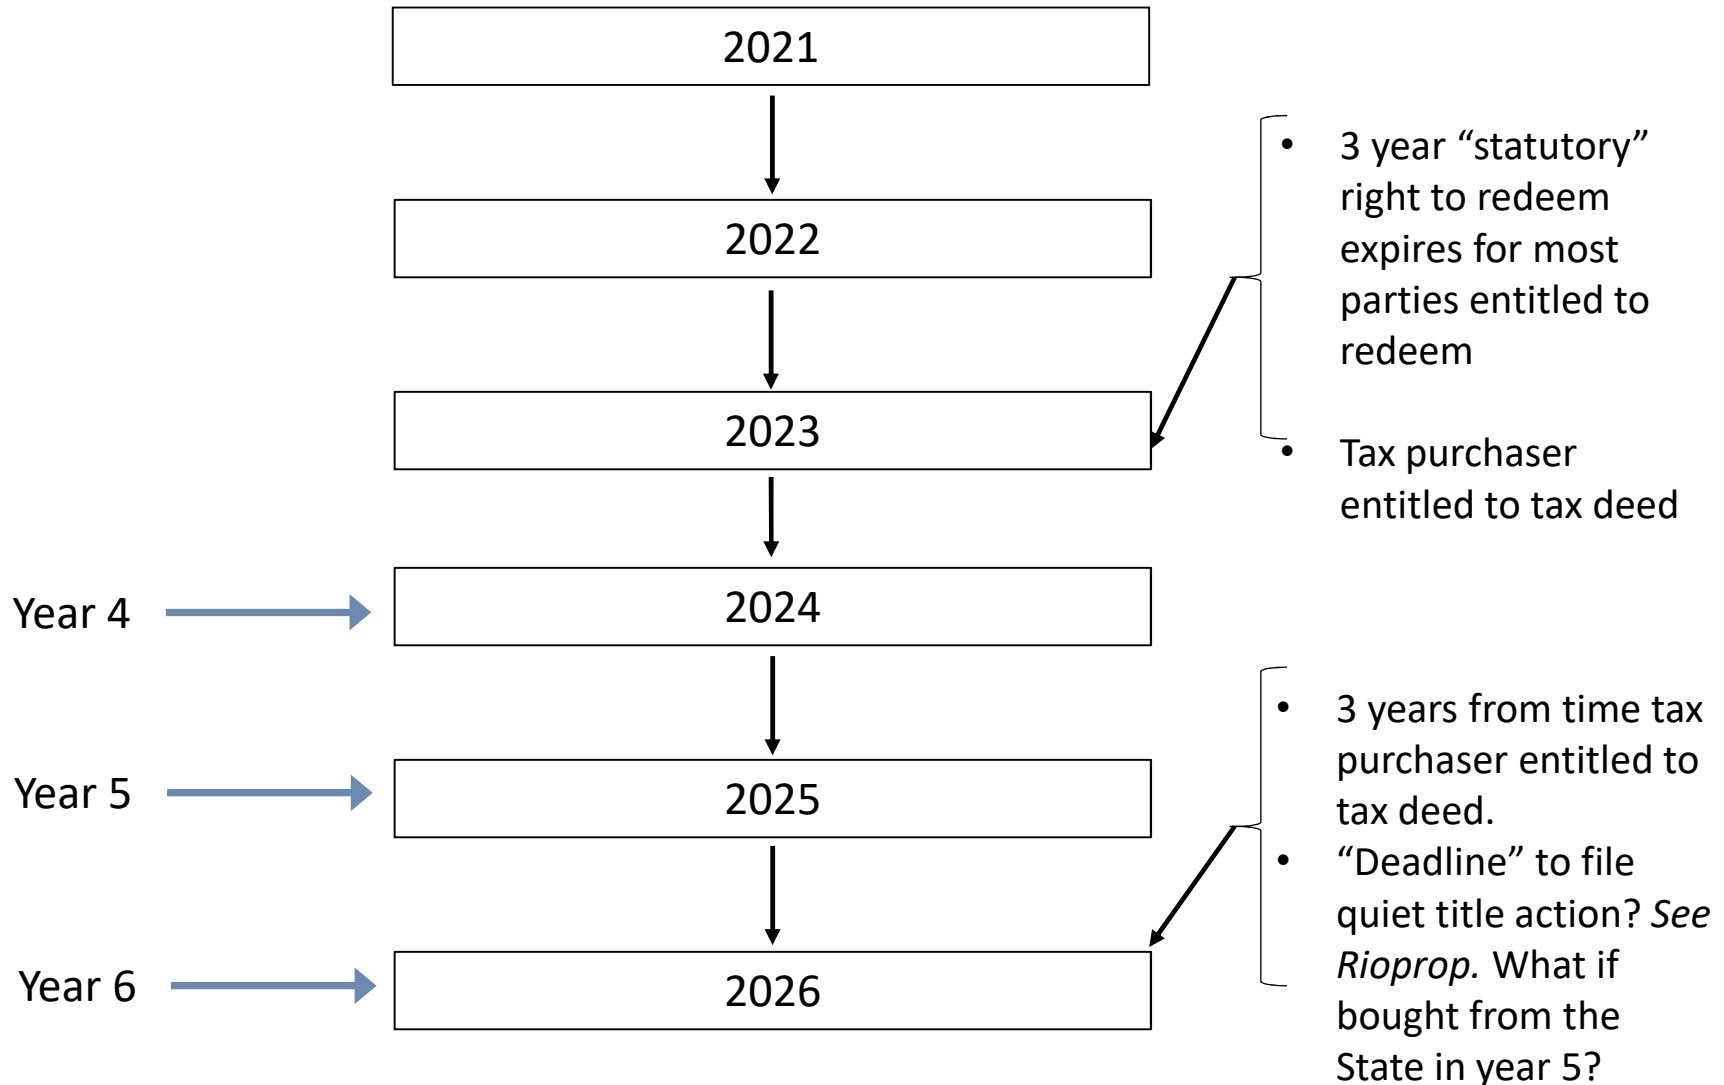 2021
2022
2023
• 3 year “statutory”
right to redeem
expires for most
parties entitled to
redeem
• Tax purchaser
entitled to tax deed
Year 4
2024
Year 5
2025
Year 6
2026
• 3 years from time tax
purchaser entitled to
tax deed.
• “Deadline” to file
quiet title action? See
Rioprop. What if
bought from the
State in year 5?